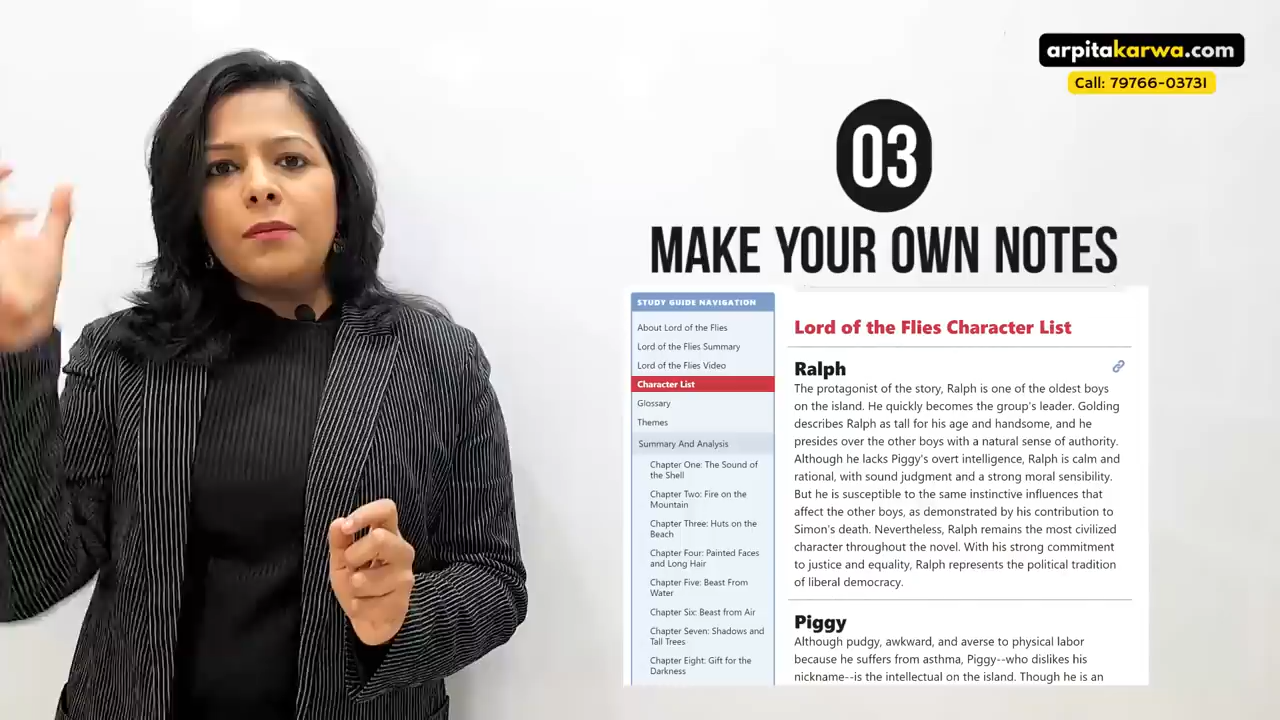 arpitakarwa.com
Call: 79766-03731
03
MAKE YOUR OWN NOTES
STUDY GUIDE NAVIGATION
About Lord of the Flies
Lord of the Flies Summary
Lord of the Flies Video
Character List
Glossary
Themes
Summary And Analysis
Chapter One: The Sound of
the Shell
Chapter Two: Fire on the
Mountain
Chapter Three: Huts on the
Beach
Chapter Four: Painted Faces
and Long Hair
Chapter Five: Beast From
Water
Chapter Six: Beast from Air
Chapter Seven: Shadows and
Tall Trees
Chapter Eight: Gift for the
Darkness
Lord of the Flies Character List
Ralph
The protagonist of the story, Ralph is one of the oldest boys
on the island. He quickly becomes the group's leader. Golding
describes Ralph as tall for his age and handsome, and he
presides over the other boys with a natural sense of authority.
Although he lacks Piggy's overt intelligence, Ralph is calm and
rational, with sound judgment and a strong moral sensibility.
But he is susceptible to the same instinctive influences that
affect the other boys, as demonstrated by his contribution to
Simon's death. Nevertheless, Ralph remains the most civilized
character throughout the novel. With his strong commitment
to justice and equality, Ralph represents the political tradition
of liberal democracy.
Piggy
Although pudgy, awkward, and averse to physical labor
because he suffers from asthma, Piggy--who dislikes his
nickname--is the intellectual on the island. Though he is an